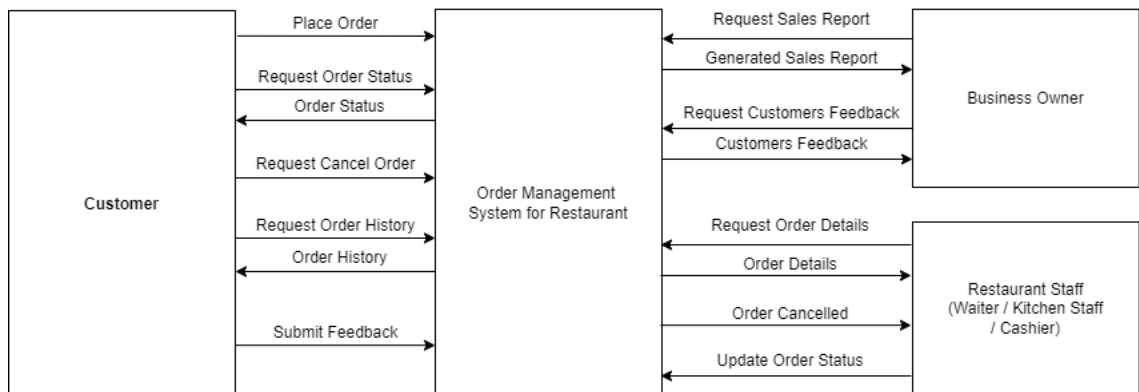 Place Order
Request Order Status
Order Status
Request Cancel Order
Customer
Request Order History
Order History
Submit Feedback
Order Management
System for Restaurant
Request Sales Report
Generated Sales Report
Business Owner
Request Customers Feedback
Customers Feedback
Request Order Details
Order Details
Restaurant Staff
(Waiter / Kitchen Staff
/ Cashier)
Order Cancelled
Update Order Status